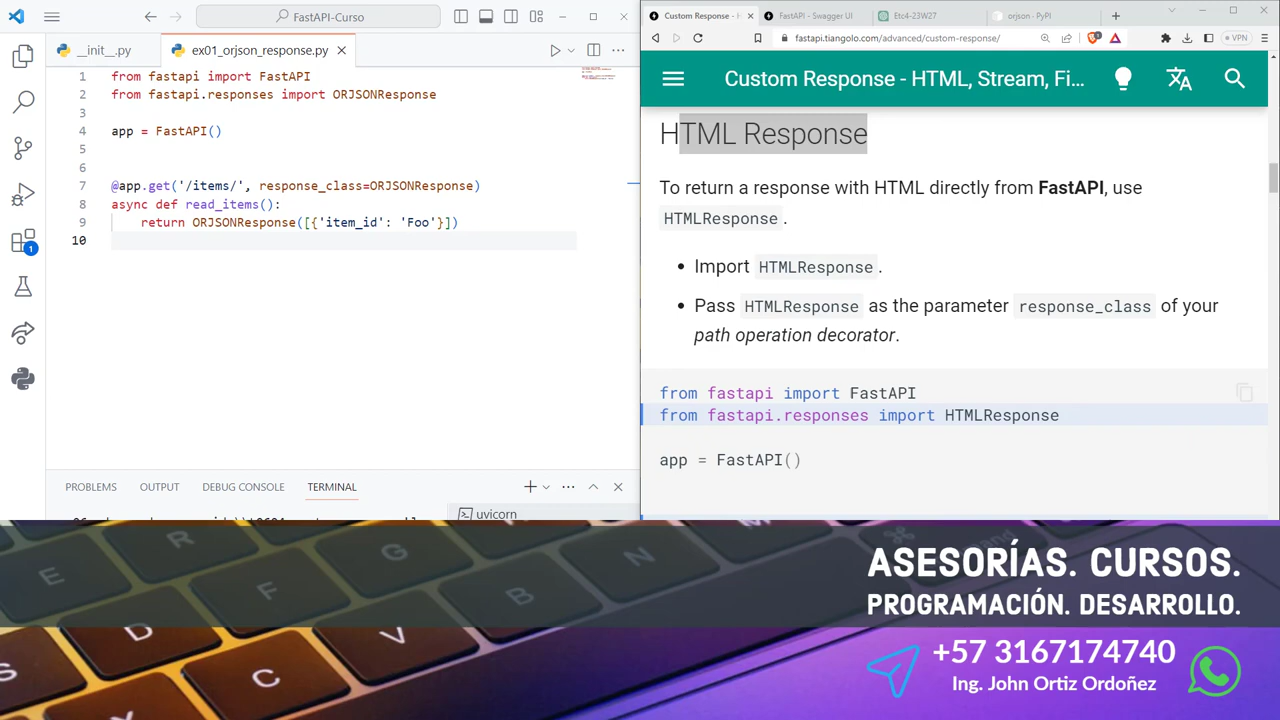 FastAPI-Curso
__init__.py
ex01_orjson_response.py
1 from fastapi import FastAPI
2 from fastapi.responses import ORJSONResponse
3
4 app = FastAPI()
5
6
7 @app.get('/items/', response_class=ORJSONResponse)
8 async def read_items():
9 return ORJSONResponse([{'item_id': 'Foo'}])
10
1
PROBLEMS OUTPUT DEBUG CONSOLE TERMINAL
uvicorn
Custom Response - H
FastAPI - Swagger UI
Etc4-23W27
orjson · PyPI
fastapi.tiangolo.com/advanced/custom-response/
VPN
Custom Response - HTML, Stream, Fi...
HTML Response
To return a response with HTML directly from FastAPI, use
HTMLResponse.
• Import HTMLResponse.
• Pass HTMLResponse as the parameter response_class of your
path operation decorator.
from fastapi import FastAPI
from fastapi.responses import HTMLResponse
app = FastAPI()
ASESORÍAS. CURSOS.
PROGRAMACIÓN. DESARROLLO.
+57 3167174740
Ing. John Ortiz Ordoñez